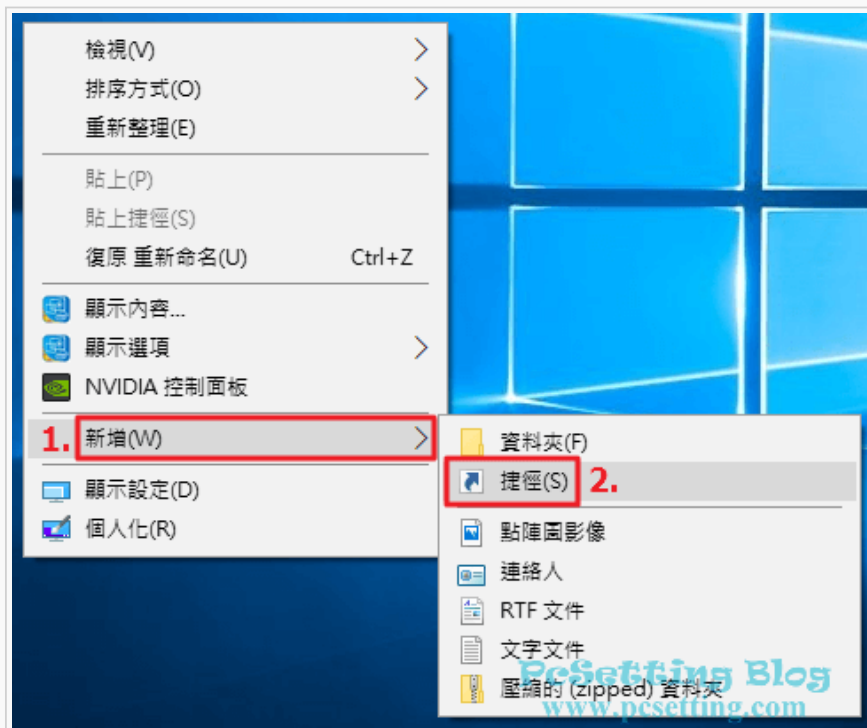 檢視(V)
排序方式(O)
重新整理(E)
貼上(P)
貼上捷徑(S)
復原 重新命名(U) Ctrl+Z
顯示內容...
顯示選項
NVIDIA 控制面板
1. 新增(W)
顯示設定(D)
個人化(R)
資料夾(F)
捷徑(S) 2.
點陣圖影像
連絡人
RTF 文件
文字文件
PcSetting Blog
壓縮的 (zipped) 資料夾
www.pcsetting.com